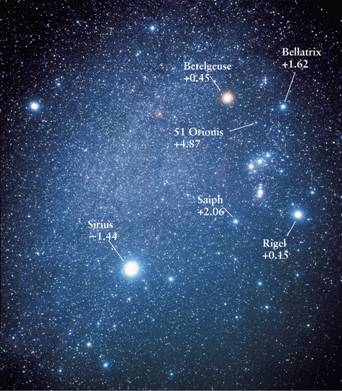 Bellatrix
+1.62
Betelgeuse
+0.45
51 Orionis
+4.87
Saiph
+2.06
Sirius
−1.44
Rigel
+0.15